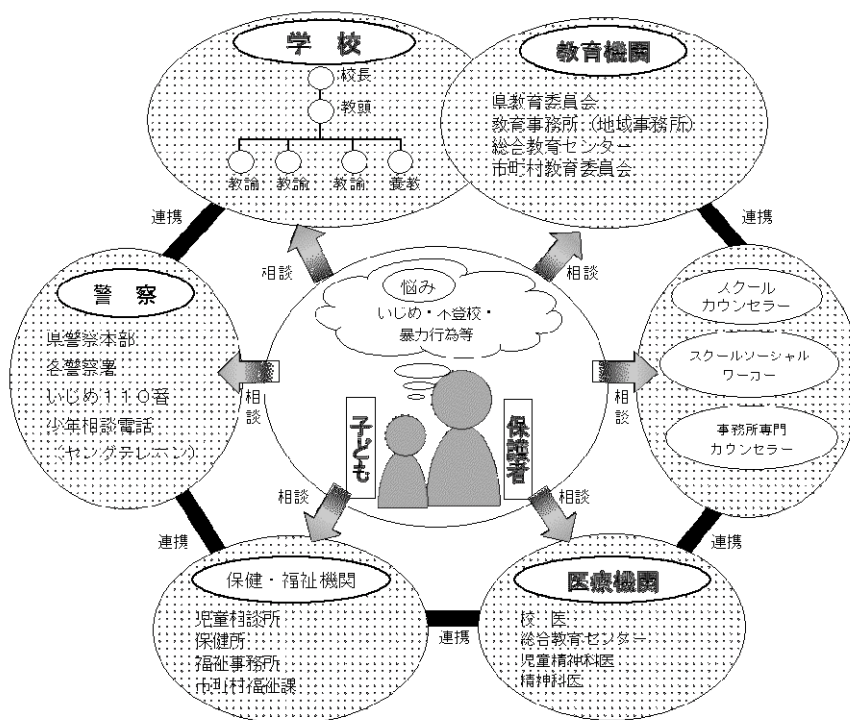 学　校
校長
教頭
教諭
教諭
教諭
養教
教育機関
県教育委員会
教育事務所（地域事務所）
総合教育センター
市町村教育委員会
連携
連携
相談
相談
悩み
いじめ・不登校・
暴力行為等
警　察
県警察本部
各警察署
いじめ１１０番
少年相談電話
（ヤングテレホン）
相談
相談
スクール
カウンセラー
スクールソーシャル
ワーカー
事務所専門
カウンセラー
子ども
保護者
相談
相談
連携
連携
保健・福祉機関
児童相談所
保健所
福祉事務所
市町村福祉課
連携
医療機関
校　医
総合教育センター
児童精神科医
精神科医